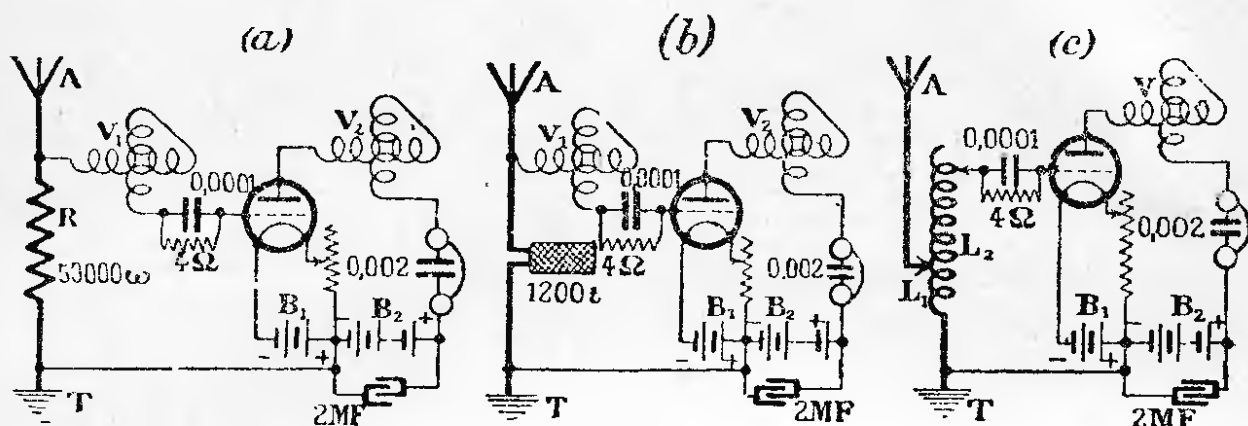 (a)
A
V₁
V₂
0,0001
R
50000ω
4Ω
0,002
B₁
B₂
- + - +
T
2MF
(b)
A
V₁
V₂
0,0001
4Ω
1200t
0,002
B₁
B₂
- + - +
T
2MF
(c)
A
V
0,0001
4Ω
L₂
L₁
0,002
B₁
B₂
- + - +
T
2MF